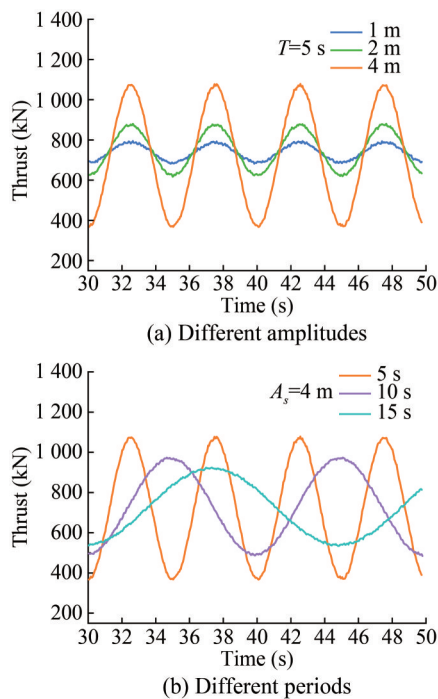 1 400
1 200
1 000
800
600
400
200
Thrust (kN)
T=5 s
1 m
2 m
4 m
30 32 34 36 38 40 42 44 46 48 50
Time (s)
(a) Different amplitudes
1 400
1 200
1 000
800
600
400
200
Thrust (kN)
A_s=4 m
5 s
10 s
15 s
30 32 34 36 38 40 42 44 46 48 50
Time (s)
(b) Different periods